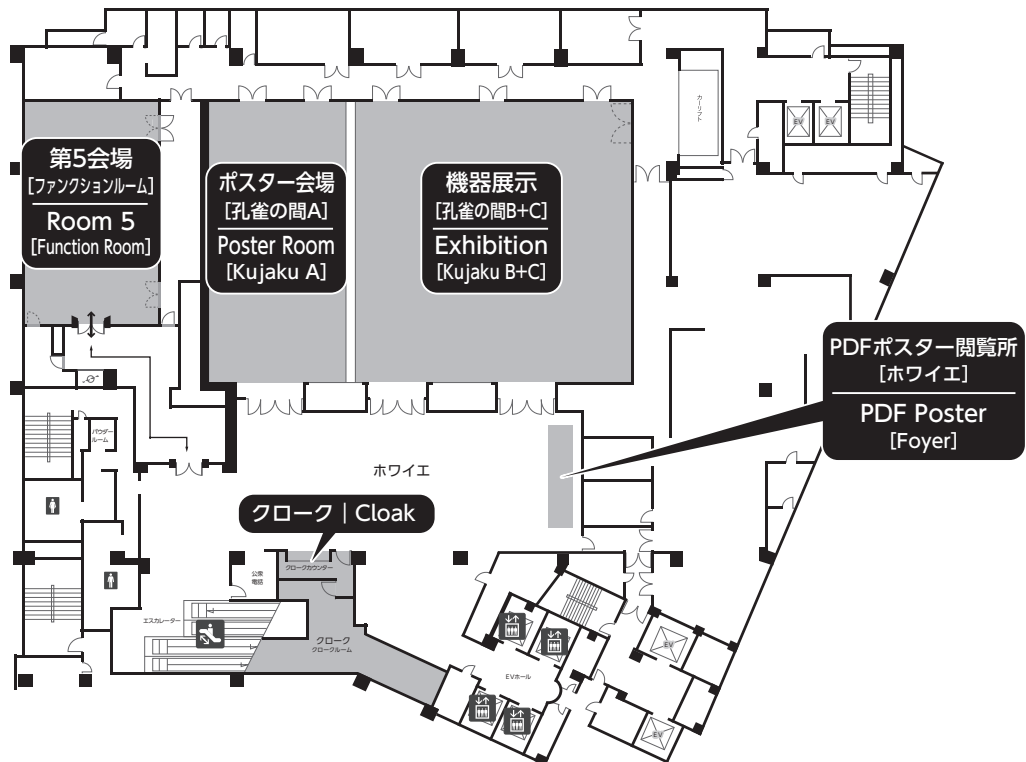 カーリフト
EV
EV
第5会場
[ファンクションルーム]
Room 5
[Function Room]
ポスター会場
[孔雀の間A]
Poster Room
[Kujaku A]
機器展示
[孔雀の間B+C]
Exhibition
[Kujaku B+C]
PDFポスター閲覧所
[ホワイエ]
PDF Poster
[Foyer]
パウダー
ルーム
ホワイエ
クローク｜Cloak
クロークカウンター
公衆
電話
エスカレーター
クローク
クロークルーム
EVホール
EV
EV